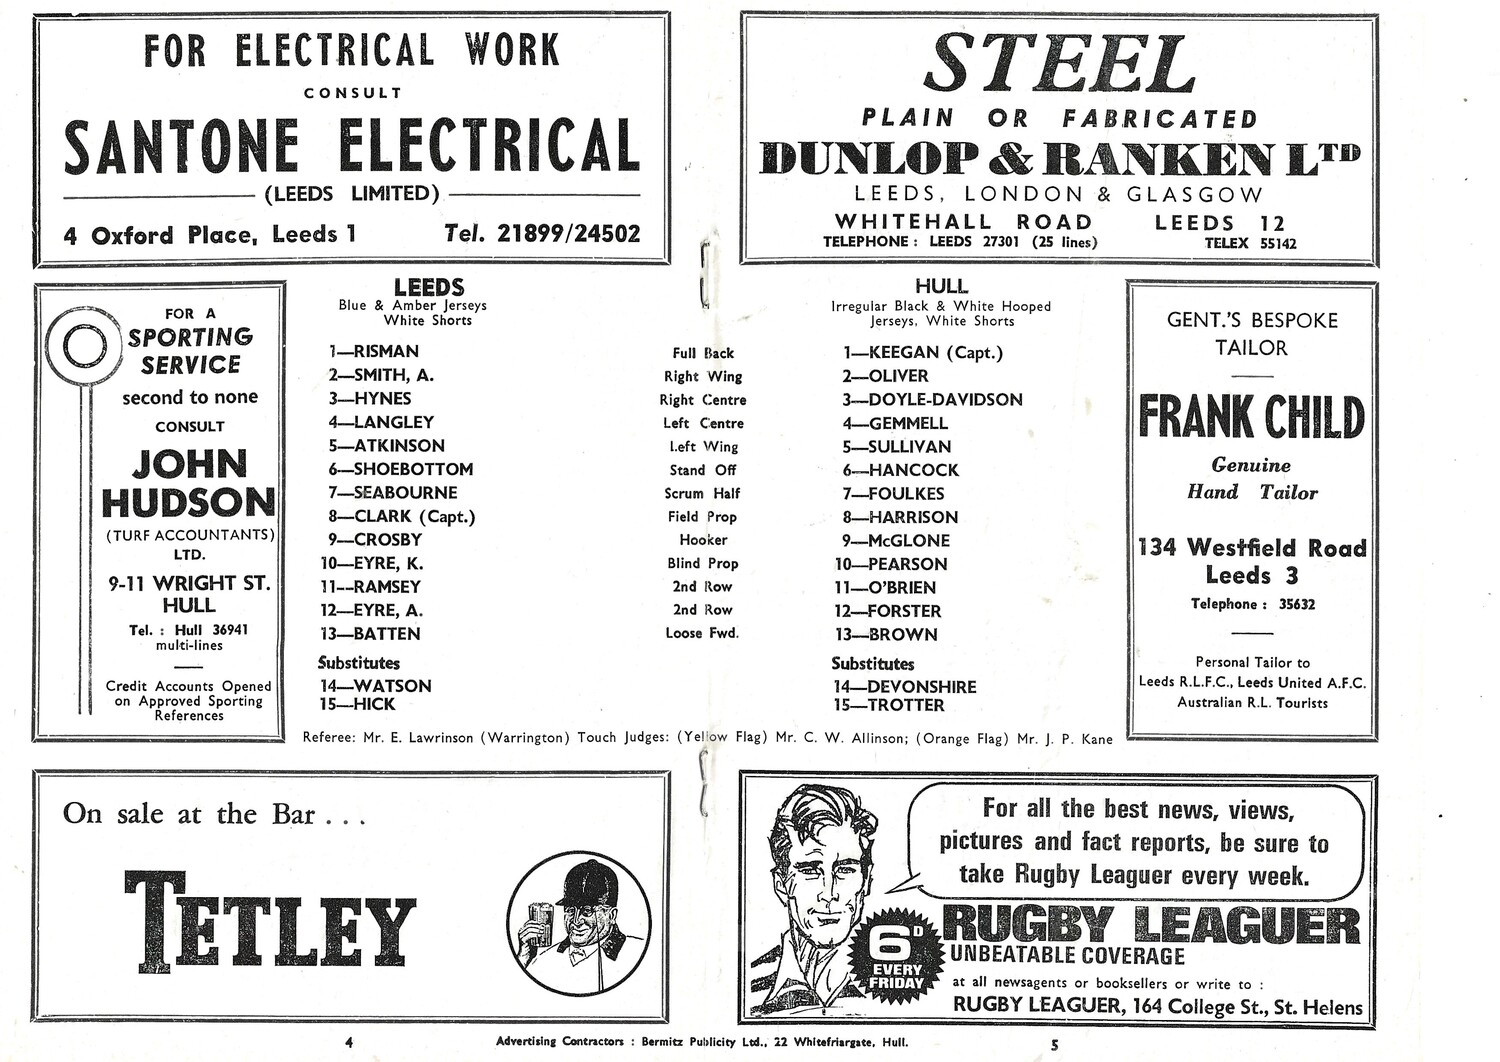 FOR ELECTRICAL WORK
CONSULT
SANTONE ELECTRICAL
(LEEDS LIMITED)
4 Oxford Place, Leeds 1 Tel. 21899/24502
STEEL
PLAIN OR FABRICATED
DUNLOP & RANKEN LTD
LEEDS, LONDON & GLASGOW
WHITEHALL ROAD LEEDS 12
TELEPHONE : LEEDS 27301 (25 lines) TELEX 55142
FOR A
SPORTING
SERVICE
second to none
CONSULT
JOHN
HUDSON
(TURF ACCOUNTANTS)
LTD.
9-11 WRIGHT ST.
HULL
Tel. : Hull 36941
multi-lines
Credit Accounts Opened
on Approved Sporting
References
LEEDS
Blue & Amber Jerseys
White Shorts
HULL
Irregular Black & White Hooped
Jerseys, White Shorts
1—RISMAN Full Back 1—KEEGAN (Capt.)
2—SMITH, A. Right Wing 2—OLIVER
3—HYNES Right Centre 3—DOYLE-DAVIDSON
4—LANGLEY Left Centre 4—GEMMELL
5—ATKINSON Left Wing 5—SULLIVAN
6—SHOEBOTTOM Stand Off 6—HANCOCK
7—SEABOURNE Scrum Half 7—FOULKES
8—CLARK (Capt.) Field Prop 8—HARRISON
9—CROSBY Hooker 9—McGLONE
10—EYRE, K. Blind Prop 10—PEARSON
11--RAMSEY 2nd Row 11—O'BRIEN
12—EYRE, A. 2nd Row 12—FORSTER
13—BATTEN Loose Fwd. 13—BROWN
Substitutes Substitutes
14—WATSON 14—DEVONSHIRE
15—HICK 15—TROTTER
Referee: Mr. E. Lawrinson (Warrington) Touch Judges: (Yellow Flag) Mr. C. W. Allinson; (Orange Flag) Mr. J. P. Kane
GENT.'S BESPOKE
TAILOR
FRANK CHILD
Genuine
Hand Tailor
134 Westfield Road
Leeds 3
Telephone : 35632
Personal Tailor to
Leeds R.L.F.C., Leeds United A.F.C.
Australian R.L. Tourists
On sale at the Bar . . .
TETLEY
For all the best news, views,
pictures and fact reports, be sure to
take Rugby Leaguer every week.
6D
EVERY
FRIDAY
RUGBY LEAGUER
UNBEATABLE COVERAGE
at all newsagents or booksellers or write to :
RUGBY LEAGUER, 164 College St., St. Helens
4 Advertising Contractors : Bermitz Publicity Ltd., 22 Whitefriargate, Hull. 5